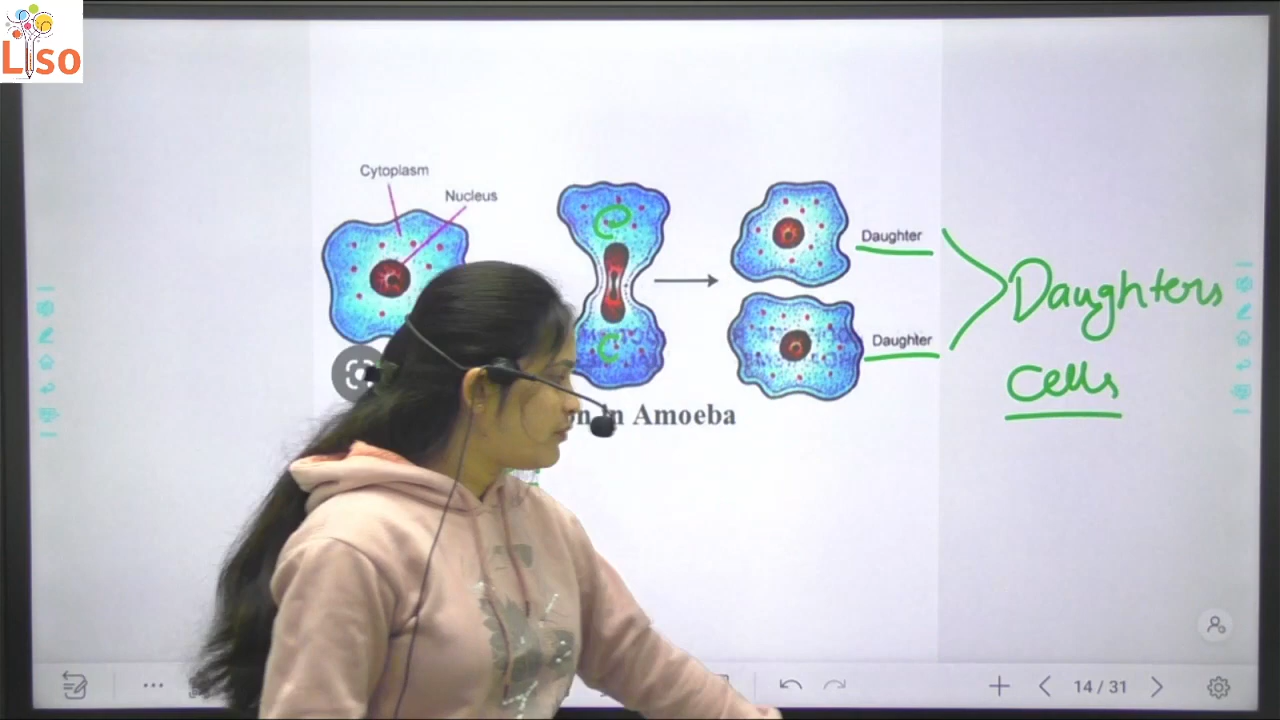 Liso
Cytoplasm
Nucleus
Daughter
Daughter
Daughters
Cells
in Amoeba
14 / 31